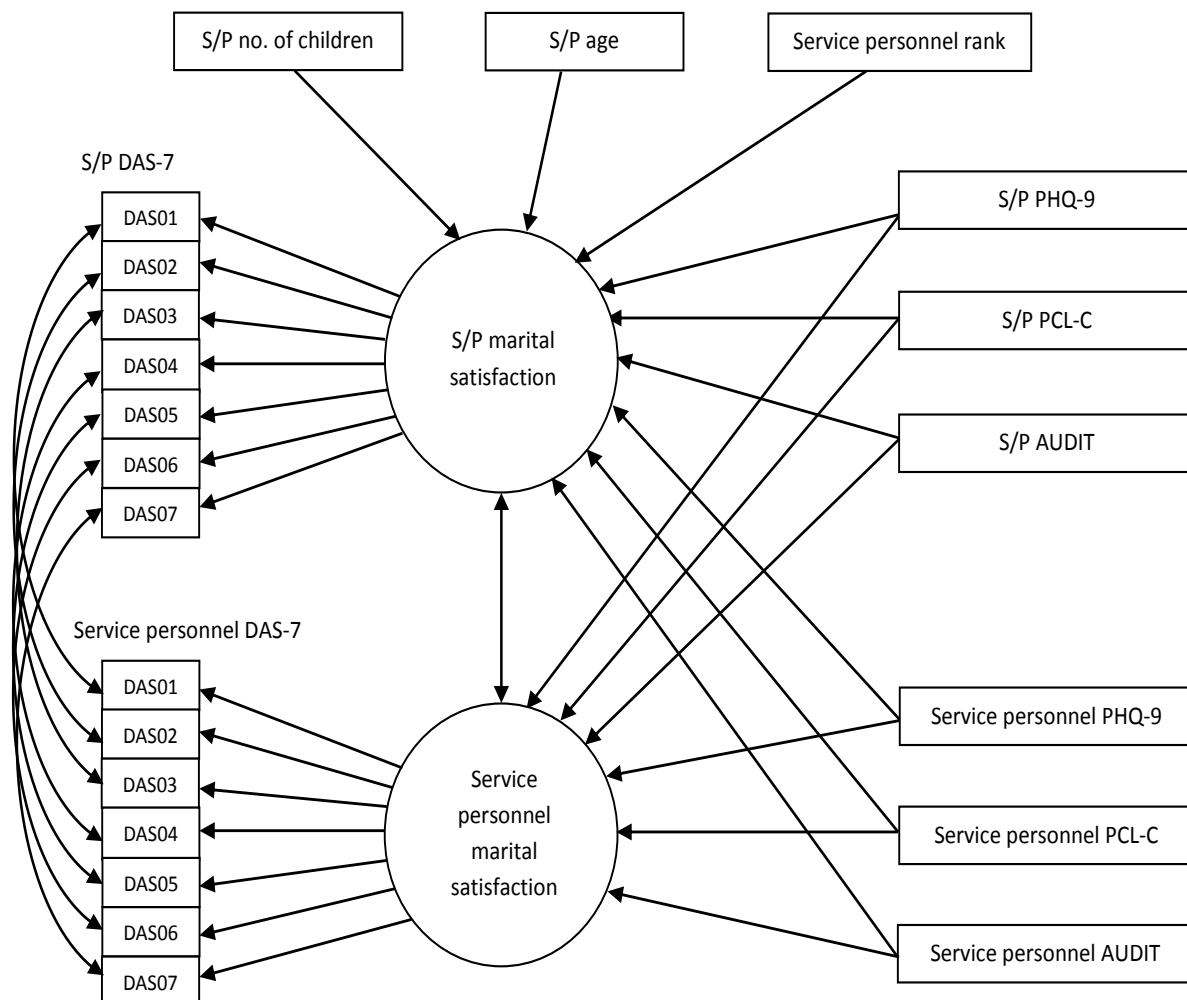 S/P no. of children
S/P age
Service personnel rank
S/P DAS-7
DAS01
DAS02
DAS03
DAS04
DAS05
DAS06
DAS07
S/P marital
satisfaction
S/P PHQ-9
S/P PCL-C
S/P AUDIT
Service personnel DAS-7
DAS01
DAS02
DAS03
DAS04
DAS05
DAS06
DAS07
Service
personnel
marital
satisfaction
Service personnel PHQ-9
Service personnel PCL-C
Service personnel AUDIT